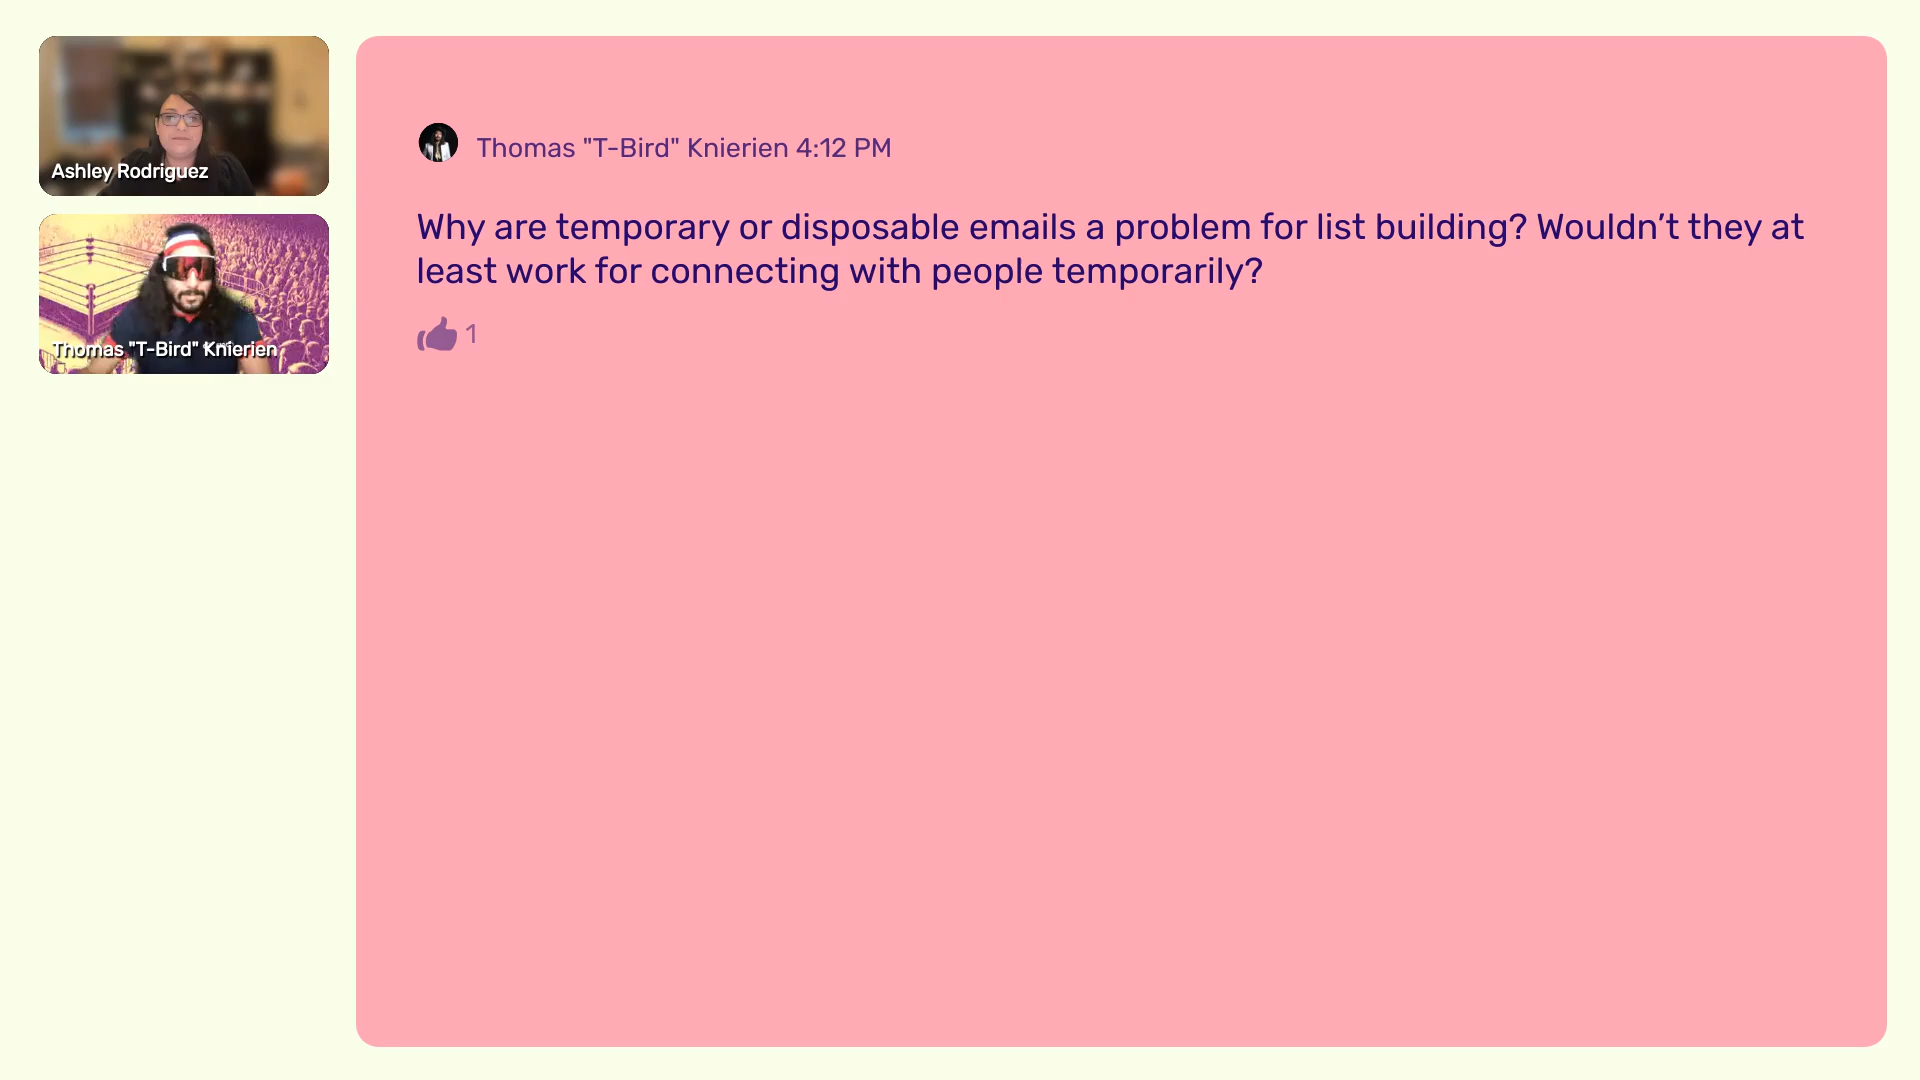 Ashley Rodriguez
Thomas "T-Bird" Knierien
Thomas "T-Bird" Knierien 4:12 PM
Why are temporary or disposable emails a problem for list building? Wouldn’t they at
least work for connecting with people temporarily?
1